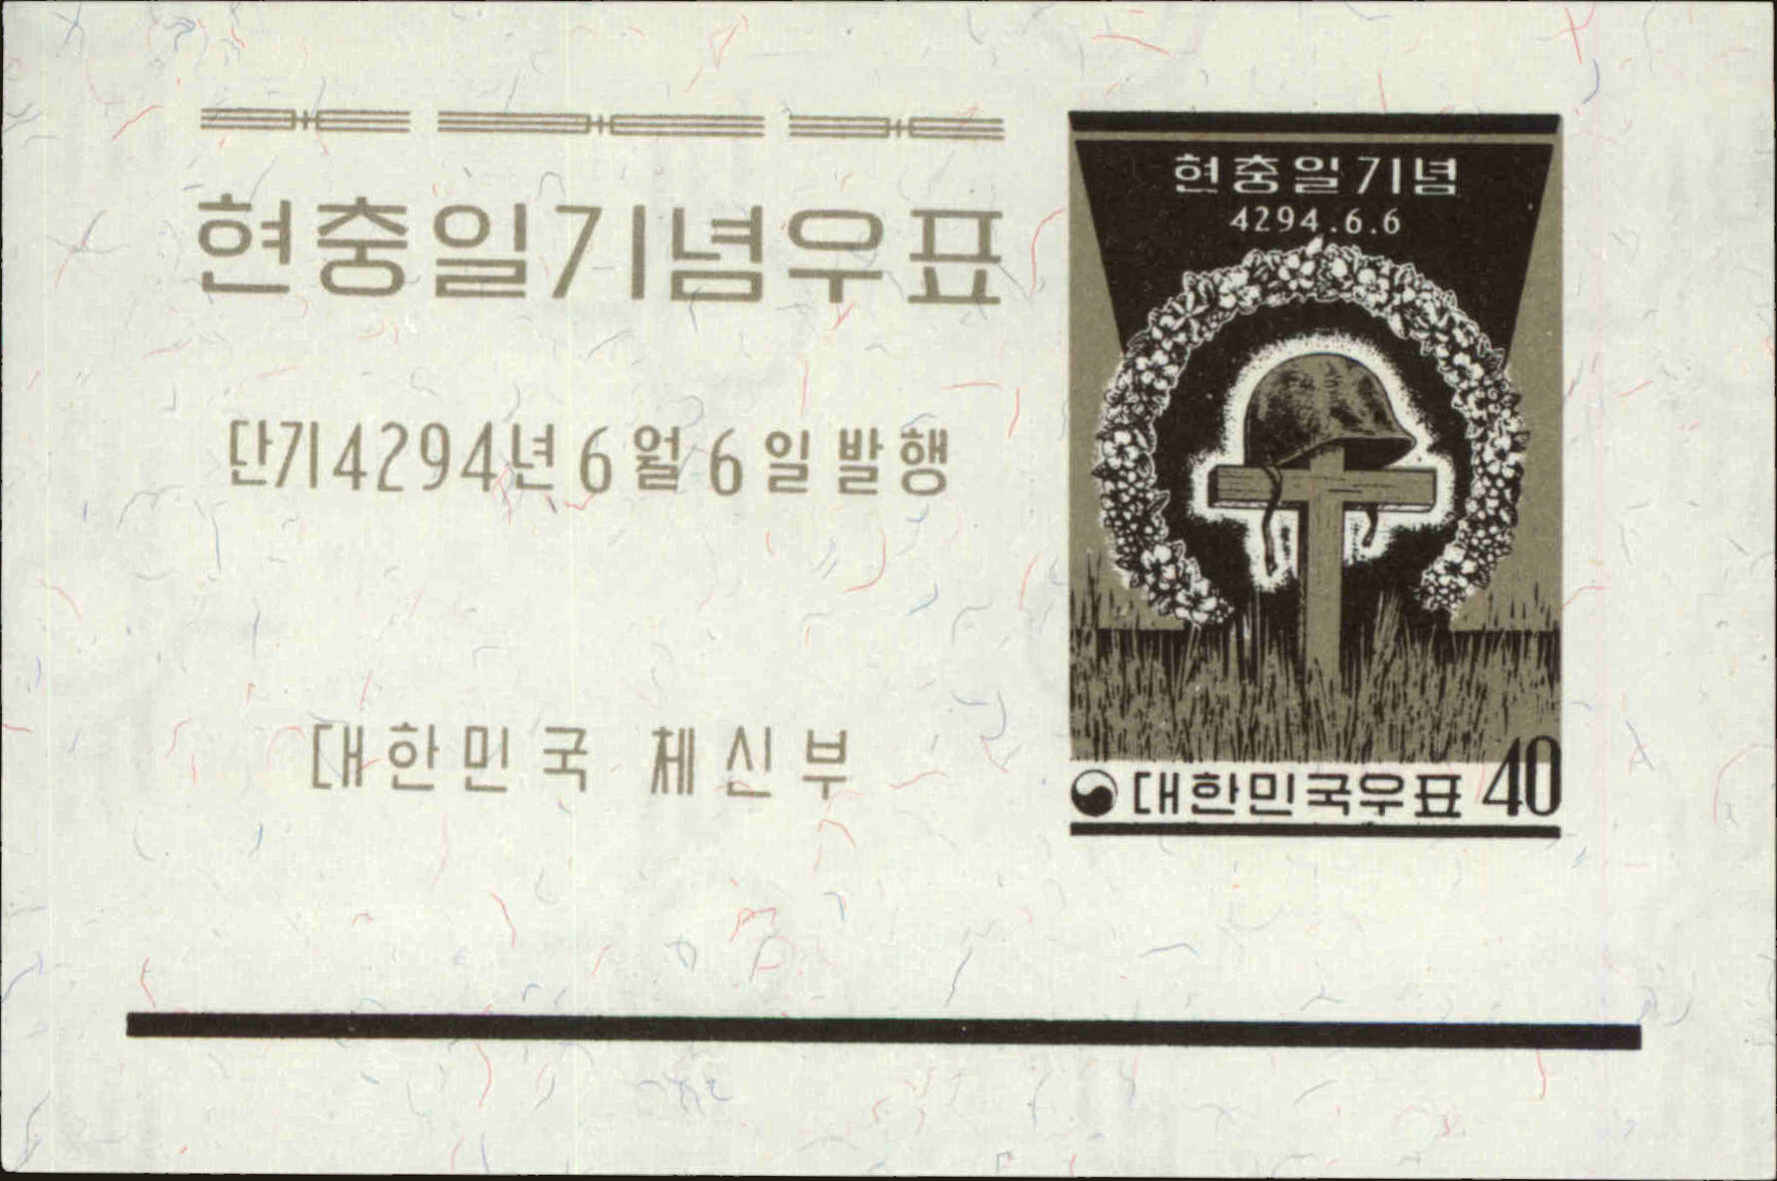 현충일기념우표
단기4294년 6월 6일 발행
대한민국 체신부
현충일기념
4294.6.6
대한민국우표 40